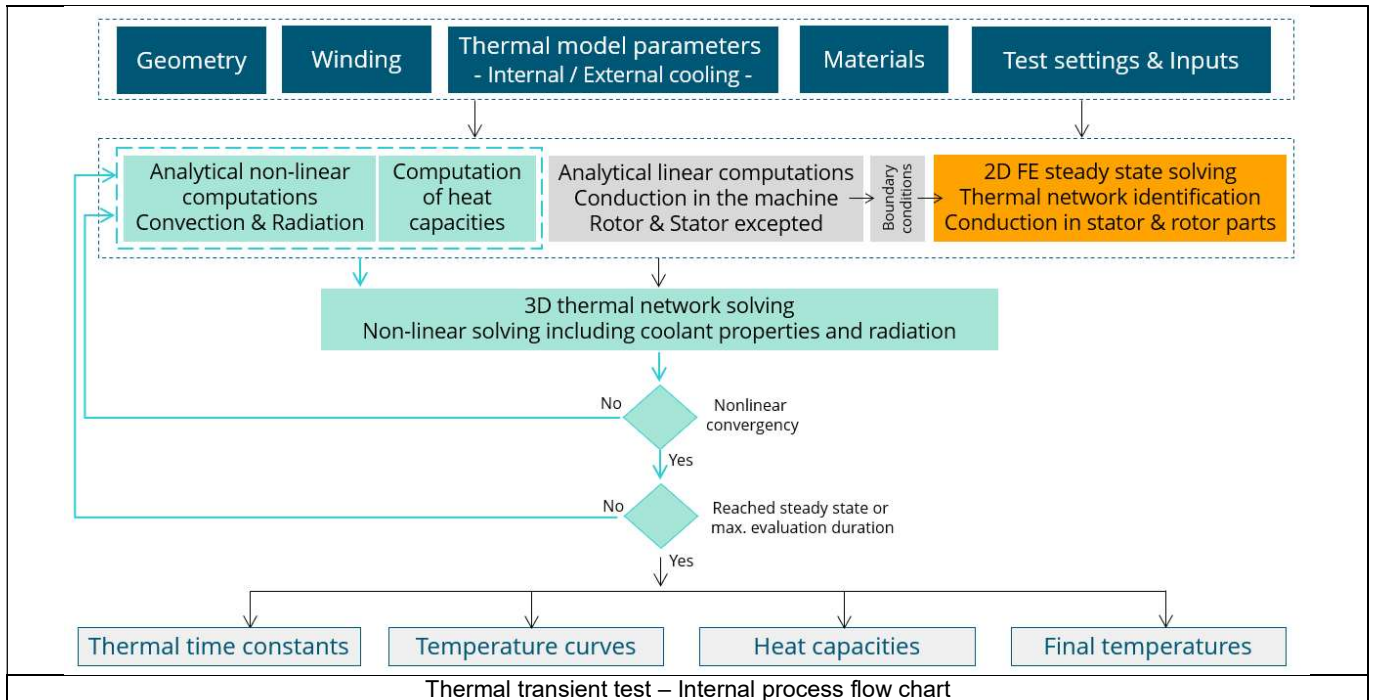 Geometry
Winding
Thermal model parameters
- Internal / External cooling -
Materials
Test settings & Inputs
Analytical non-linear
computations
Convection & Radiation
Computation
of heat
capacities
Analytical linear computations
Conduction in the machine
Rotor & Stator excepted
Boundary
conditions
2D FE steady state solving
Thermal network identification
Conduction in stator & rotor parts
3D thermal network solving
Non-linear solving including coolant properties and radiation
No
Nonlinear
convergency
Yes
No
Reached steady state or
max. evaluation duration
Yes
Thermal time constants
Temperature curves
Heat capacities
Final temperatures
Thermal transient test – Internal process flow chart